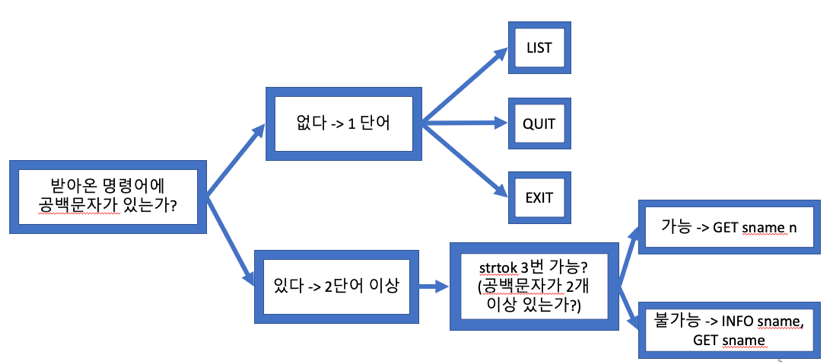 받아온 명령어에
공백문자가 있는가?
없다 -> 1 단어
LIST
QUIT
EXIT
있다 -> 2단어 이상
strtok 3번 가능?
(공백문자가 2개
이상 있는가?)
가능 -> GET sname n
불가능 -> INFO sname,
GET sname